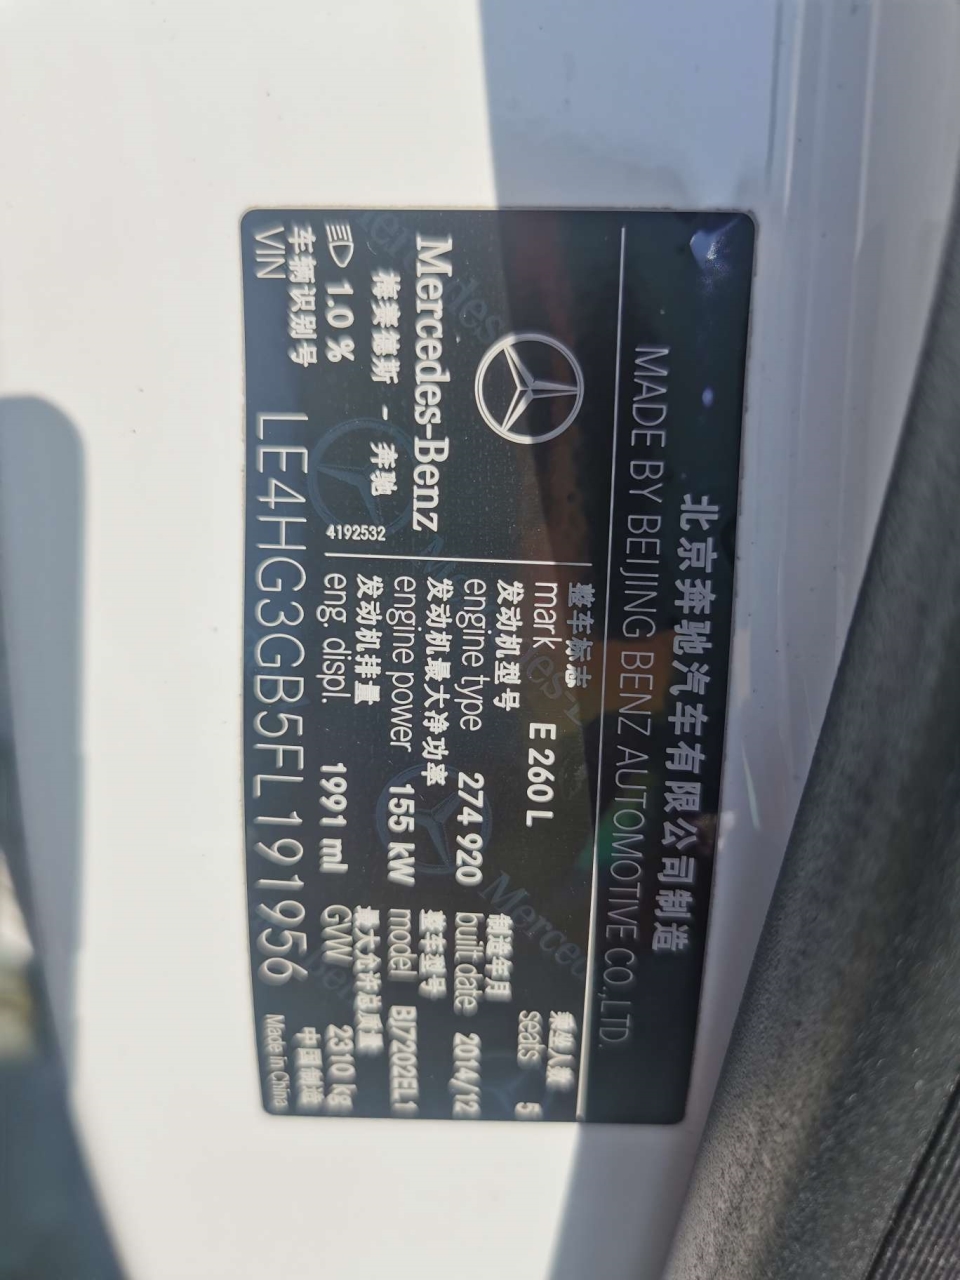 北京奔驰汽车有限公司制造
MADE BY BEIJING BENZ AUTOMOTIVE CO.,LTD.
Mercedes-Benz
梅赛德斯 - 奔驰
1.0 %
4192532
整车标志
mark E 260 L
乘坐人数
seats 5
发动机型号
engine type 274 920
制造年月
built date 2014/12
发动机最大净功率
engine power 155 kW
整车型号
model BJ7202EL1
发动机排量
eng. displ. 1991 ml
最大允许总质量
GVW 2310 kg
车辆识别号
VIN LE4HG3GB5FL191956
中国制造
Made in China